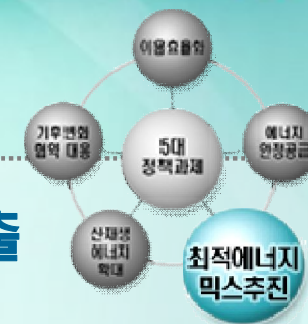 이용효율화
기후변화
협약 대응
5대
정책과제
에너지
안정공급
출
신재생
에너지
확대
최적에너지
믹스추진